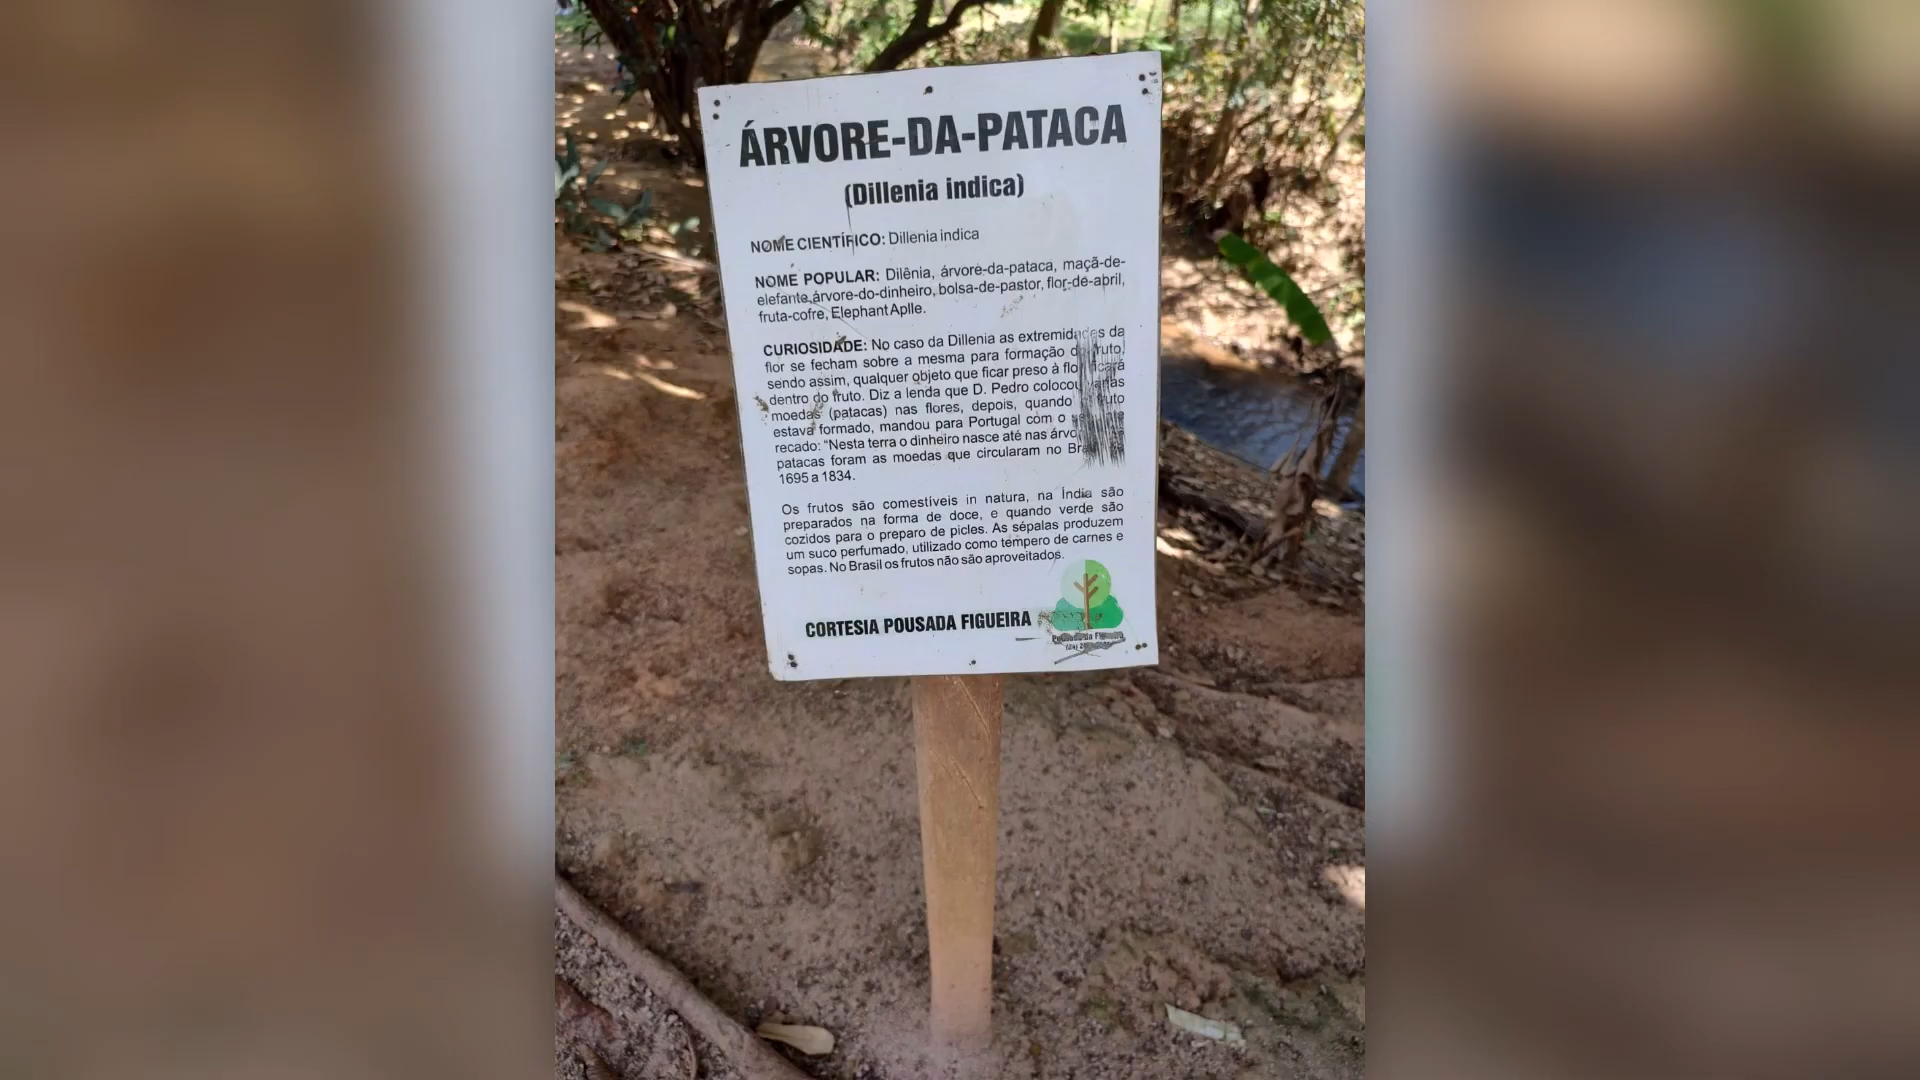 ÁRVORE-DA-PATACA
(Dillenia indica)
NOME CIENTÍFICO: Dillenia indica
NOME POPULAR: Dilênia, árvore-da-pataca, maçã-de-
elefante, árvore-do-dinheiro, bolsa-de-pastor, flor-de-abril,
fruta-cofre, Elephant Aplle.
CURIOSIDADE: No caso da Dillenia as extremidades da
flor se fecham sobre a mesma para formação do fruto,
sendo assim, qualquer objeto que ficar preso à flor ficará
dentro do fruto. Diz a lenda que D. Pedro colocou várias
moedas (patacas) nas flores, depois, quando fruto
estava formado, mandou para Portugal com o
recado: "Nesta terra o dinheiro nasce até nas
patacas foram as moedas que circularam no
1695 a 1834.
Os frutos são comestíveis in natura, na Índia são
preparados na forma de doce, e quando verde são
cozidos para o preparo de picles. As sépalas produzem
um suco perfumado, utilizado como tempero de carnes e
sopas. No Brasil os frutos não são aproveitados.
CORTESIA POUSADA FIGUEIRA
Pousada da Figueira